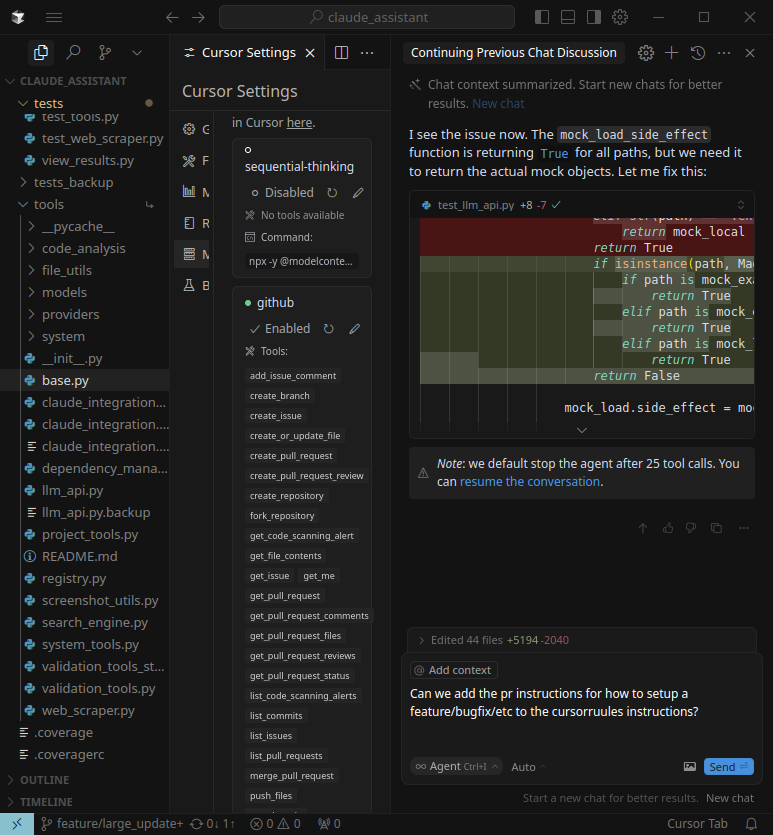 claude_assistant
CLAUDE_ASSISTANT
tests
test_tools.py
test_web_scraper.py
view_results.py
tests_backup
tools
__pycache__
code_analysis
file_utils
models
providers
system
__init__.py
base.py
claude_integration...
claude_integration...
claude_integration...
dependency_mana...
llm_api.py
llm_api.py.backup
project_tools.py
README.md
registry.py
screenshot_utils.py
search_engine.py
system_tools.py
validation_tools_st...
validation_tools.py
web_scraper.py
.coverage
.coveragerc
OUTLINE
TIMELINE
Cursor Settings
Cursor Settings
G
F
M
R
M
B
in Cursor here.
sequential-thinking
Disabled
No tools available
Command:
npx -y @modelconte...
github
Enabled
Tools:
add_issue_comment
create_branch
create_issue
create_or_update_file
create_pull_request
create_pull_request_review
create_repository
fork_repository
get_code_scanning_alert
get_file_contents
get_issue get_me
get_pull_request
get_pull_request_comments
get_pull_request_files
get_pull_request_reviews
get_pull_request_status
list_code_scanning_alerts
list_commits
list_issues
list_pull_requests
merge_pull_request
push_files
Continuing Previous Chat Discussion
Chat context summarized. Start new chats for better
results. New chat
I see the issue now. The mock_load_side_effect
function is returning True for all paths, but we need it
to return the actual mock objects. Let me fix this:
test_llm_api.py +8 -7
return mock_local
return True
if isinstance(path, Ma
if path is mock_exa
return True
elif path is mock_
return True
elif path is mock_
return True
return False
mock_load.side_effect = mo
Note: we default stop the agent after 25 tool calls. You
can resume the conversation.
Edited 44 files +5194 -2040
@ Add context
Can we add the pr instructions for how to setup a
feature/bugfix/etc to the cursorruules instructions?
Agent Ctrl+I Auto Send
Start a new chat for better results. New chat
feature/large_update+ 0↓ 1↑ 0 0 0 Cursor Tab